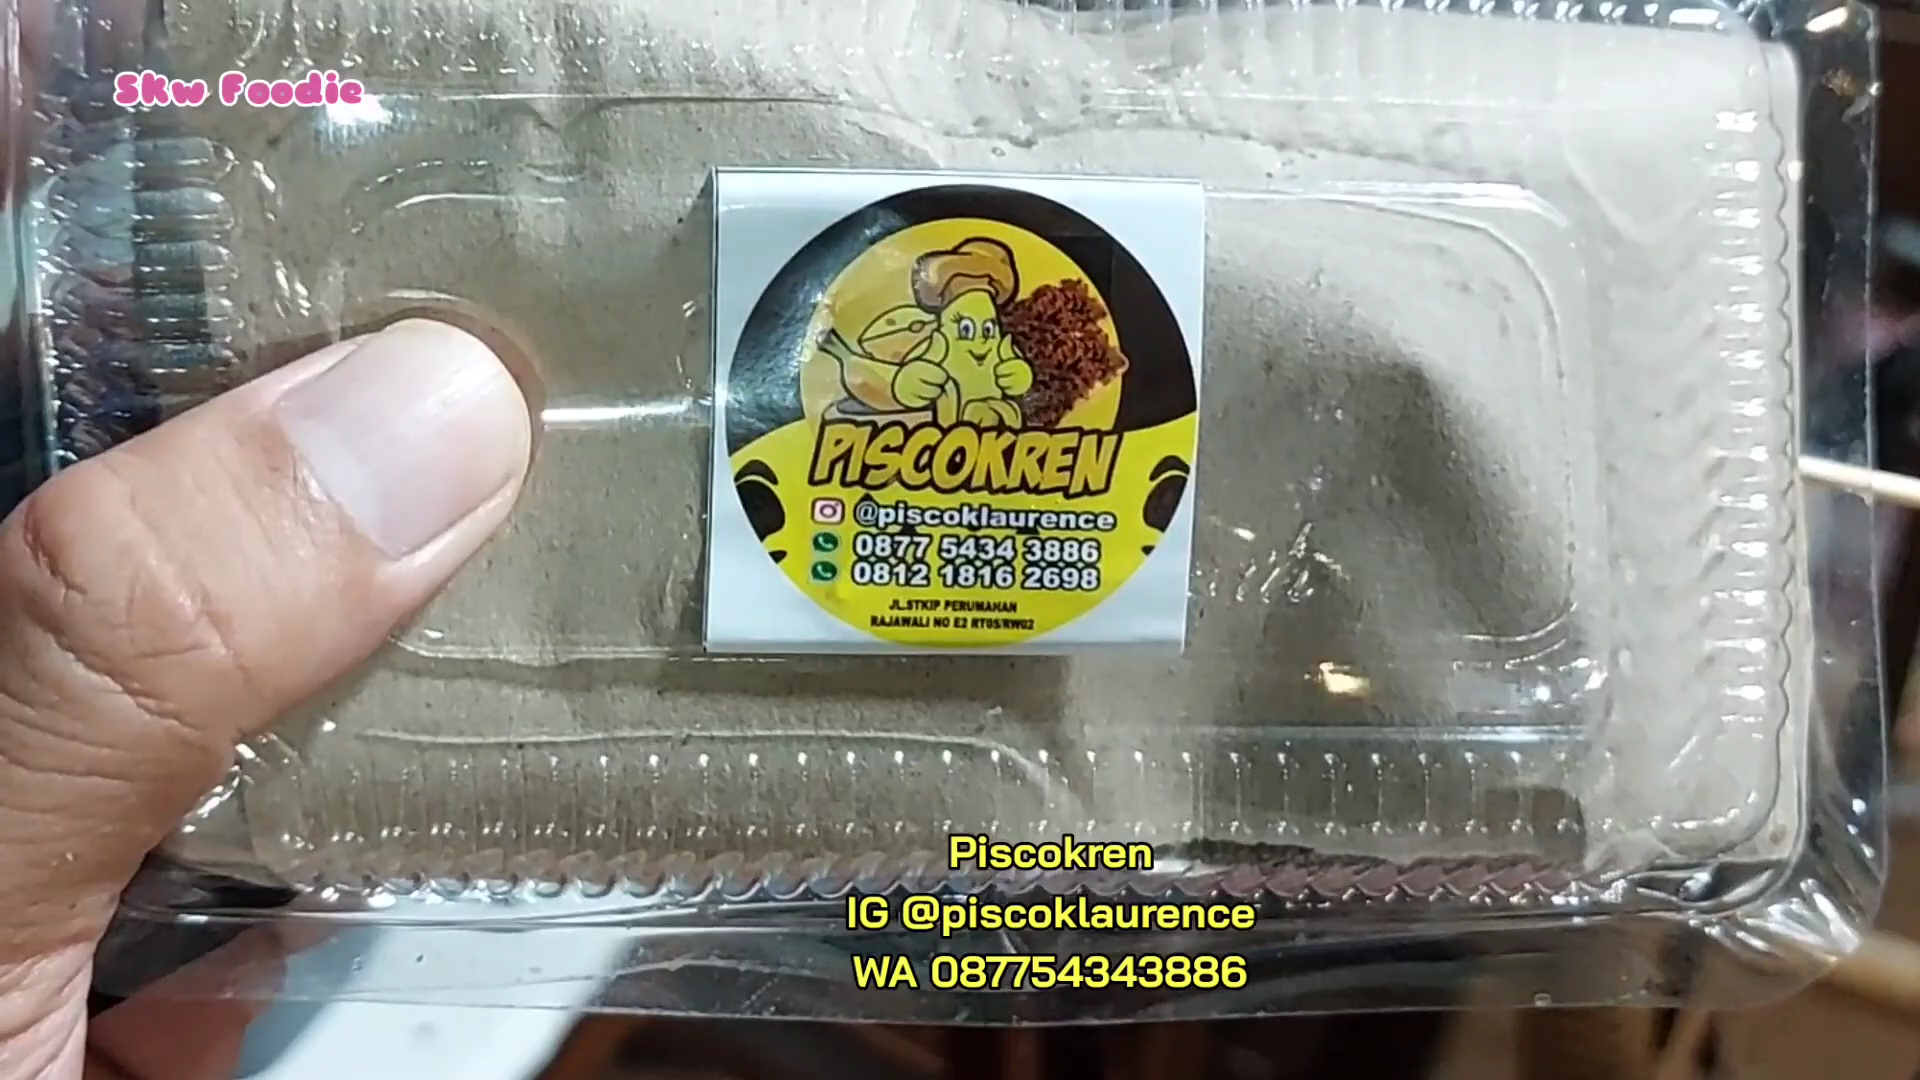 Skw Foodie
PISCOKREN
@piscoklaurence
0877 5434 3886
0812 1816 2698
JL.STKIP PERUMAHAN
RAJAWALI NO E2 RT05/RW02
Piscokren
IG @piscoklaurence
WA 087754343886